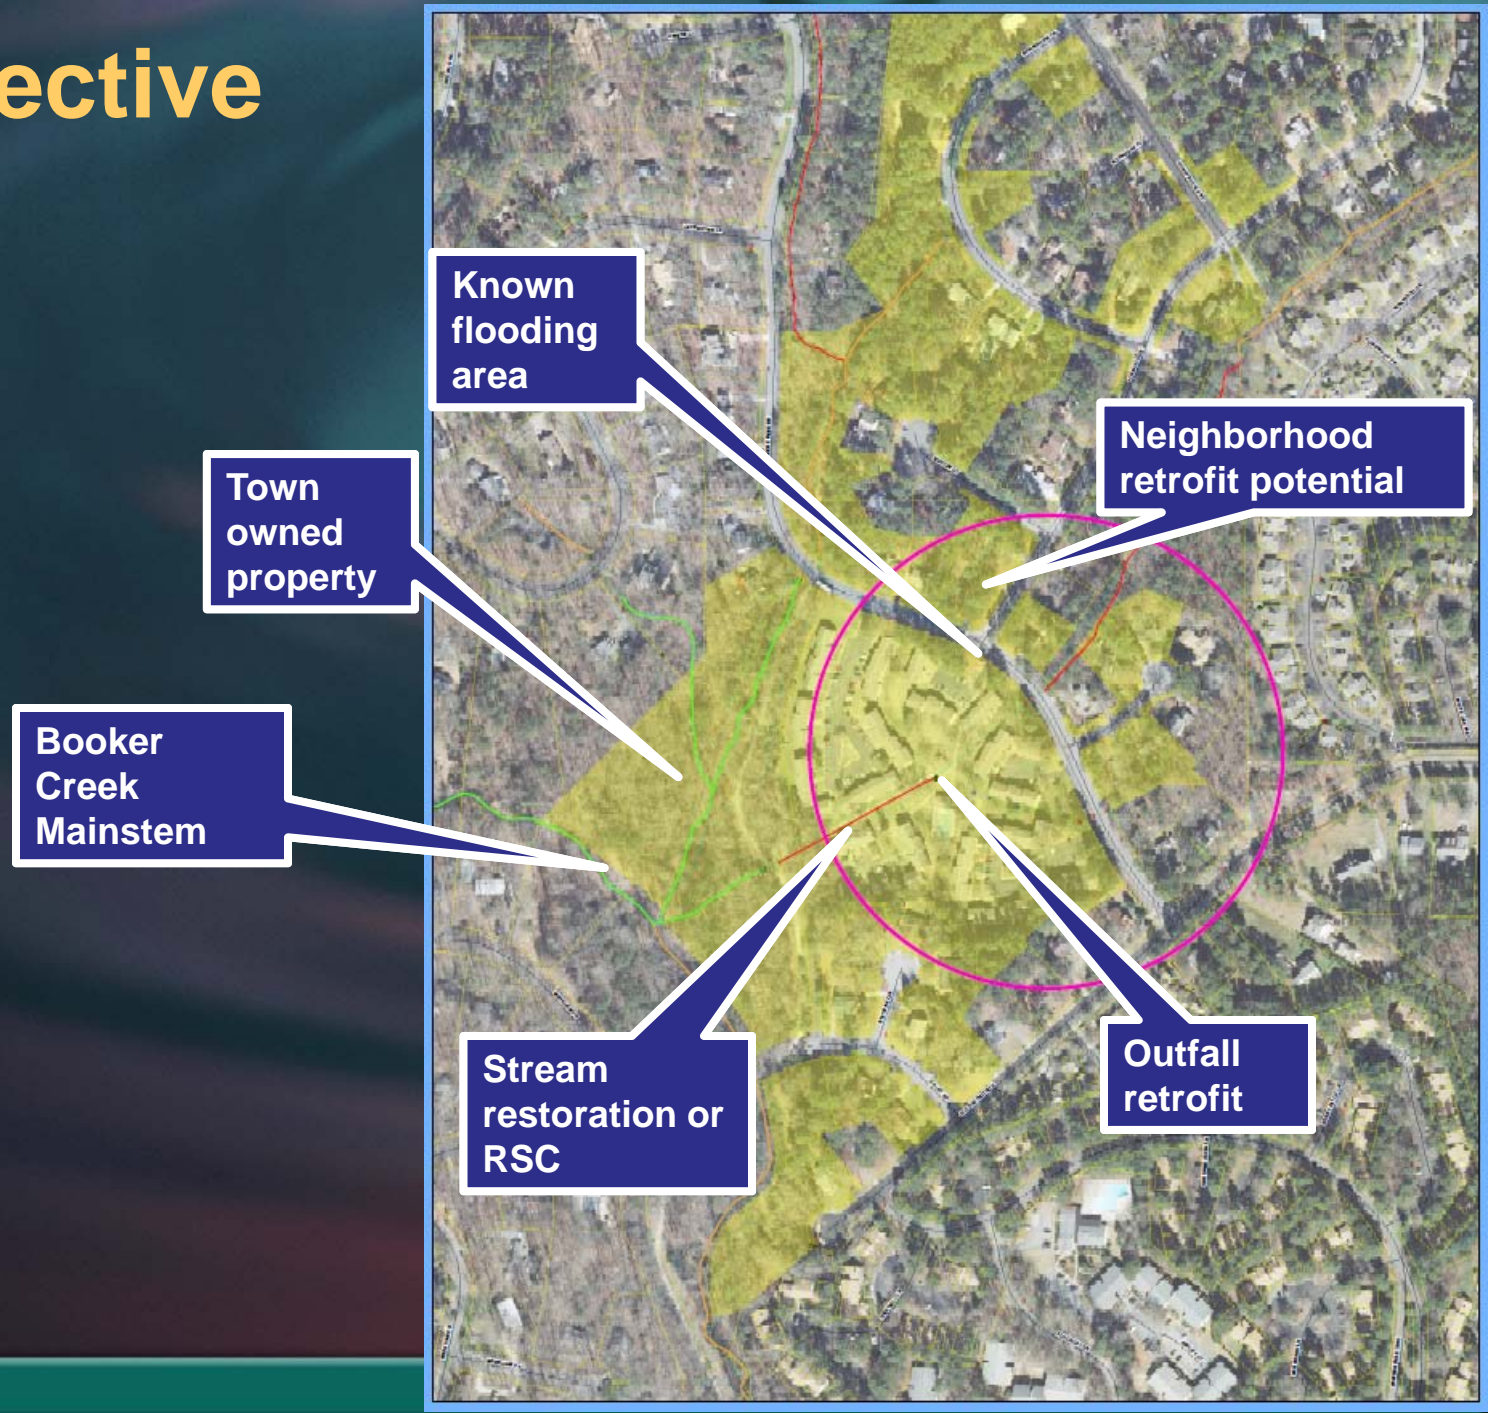 ective
Known
flooding
area
Neighborhood
retrofit potential
Town
owned
property
Booker
Creek
Mainstem
Stream
restoration or
RSC
Outfall
retrofit